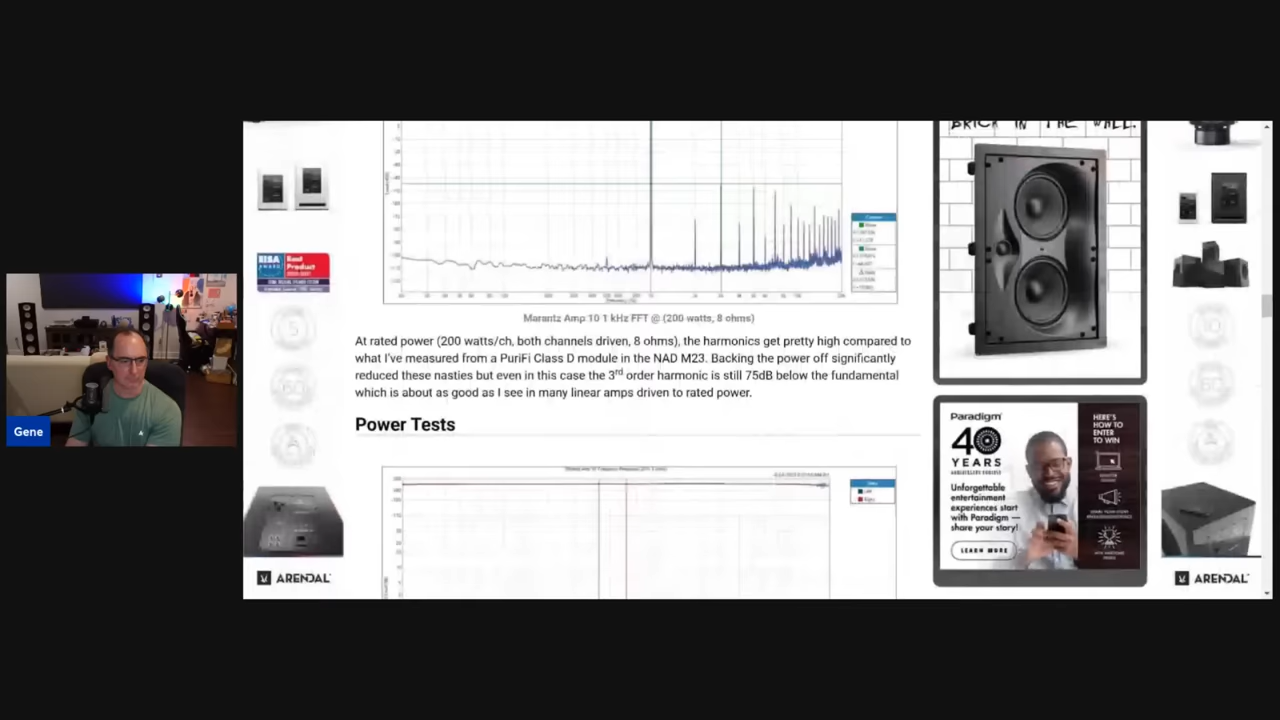 BRICK IN THE WALL.
EISA
AWARDS
Best
Product
Marantz Amp 10 1 kHz FFT @ (200 watts, 8 ohms)
At rated power (200 watts/ch, both channels driven, 8 ohms), the harmonics get pretty high compared to
what I've measured from a PuriFi Class D module in the NAD M23. Backing the power off significantly
reduced these nasties but even in this case the 3rd order harmonic is still 75dB below the fundamental
which is about as good as I see in many linear amps driven to rated power.
Power Tests
Gene
ARENDAL
Paradigm
40
YEARS
Unforgettable
entertainment
experiences start
with Paradigm —
share your story!
LEARN MORE
HERE'S
HOW TO
ENTER
TO WIN
ARENDAL